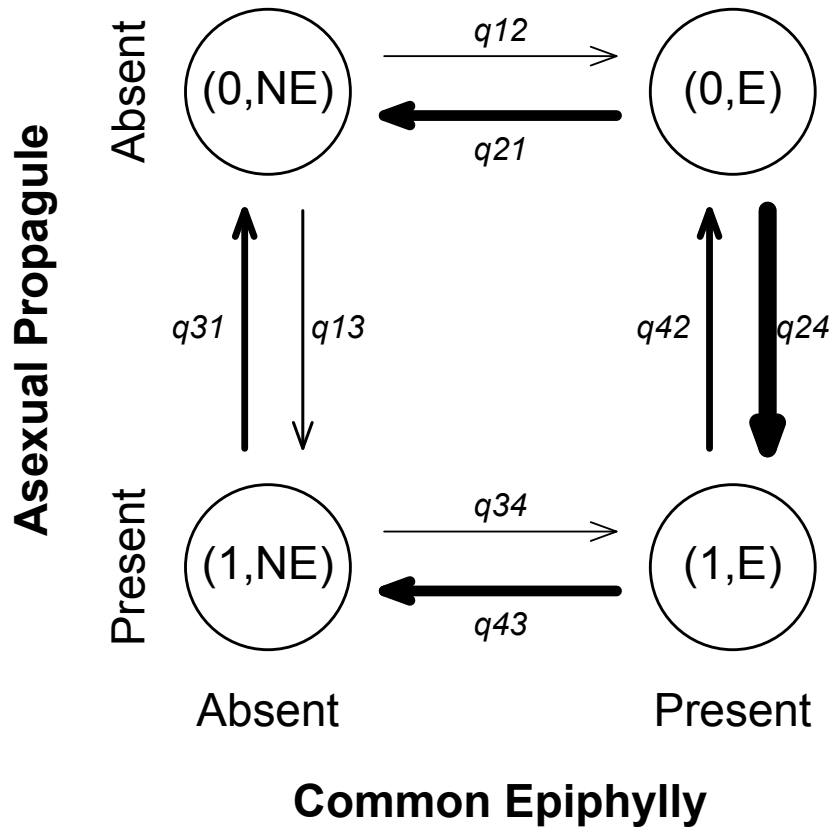 q12
(0,NE)
(0,E)
q21
Absent
Asexual Propagule
q31
q13
q42
q24
Present
q34
(1,NE)
(1,E)
q43
Absent
Present
Common Epiphylly